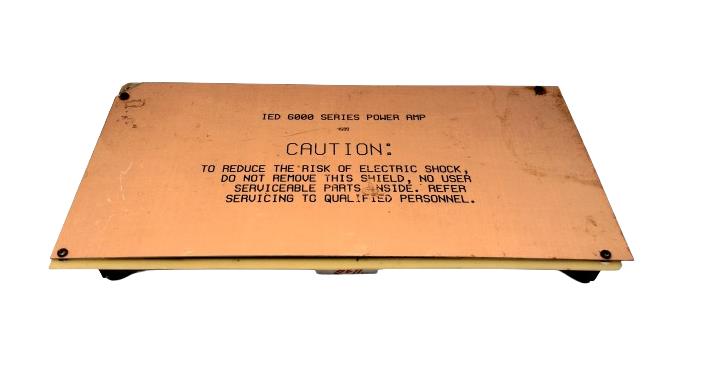 IED 6000 SERIES POWER AMP
CAUTION:
TO REDUCE THE RISK OF ELECTRIC SHOCK,
DO NOT REMOVE THIS SHIELD, NO USER
SERVICEABLE PARTS INSIDE. REFER
SERVICING TO QUALIFIED PERSONNEL.